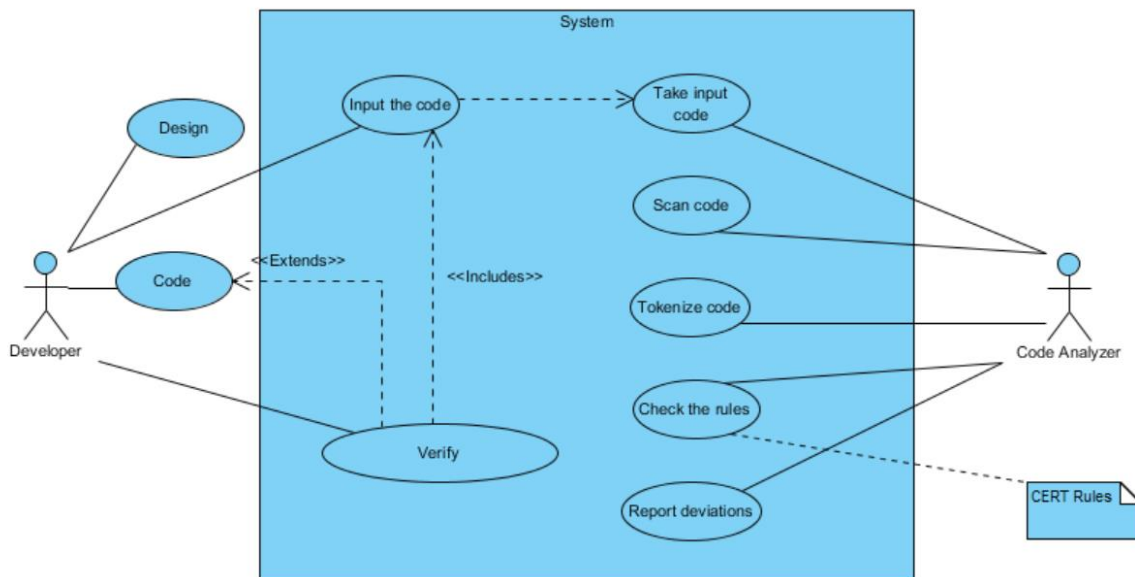 System
Input the code
Take input
code
Design
Scan code
<<Extends>>
<<Includes>>
Code
Tokenize code
Developer
Code Analyzer
Check the rules
Verify
CERT Rules
Report deviations